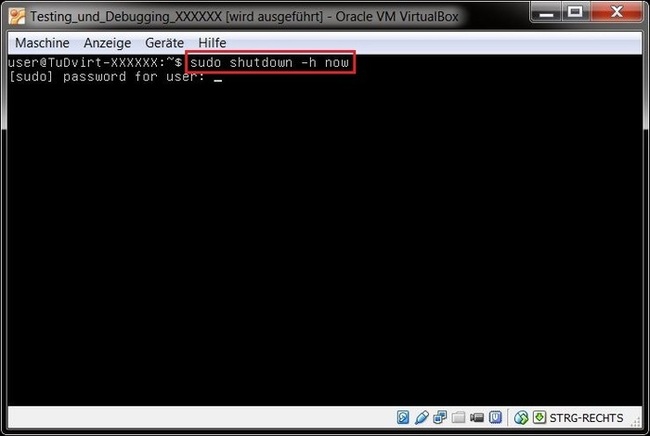 Testing_und_Debugging_XXXXXX [wird ausgeführt] - Oracle VM VirtualBox
Maschine Anzeige Geräte Hilfe
user@TuDvirt-XXXXXX:~$ sudo shutdown -h now
[sudo] password for user: _
STRG-RECHTS